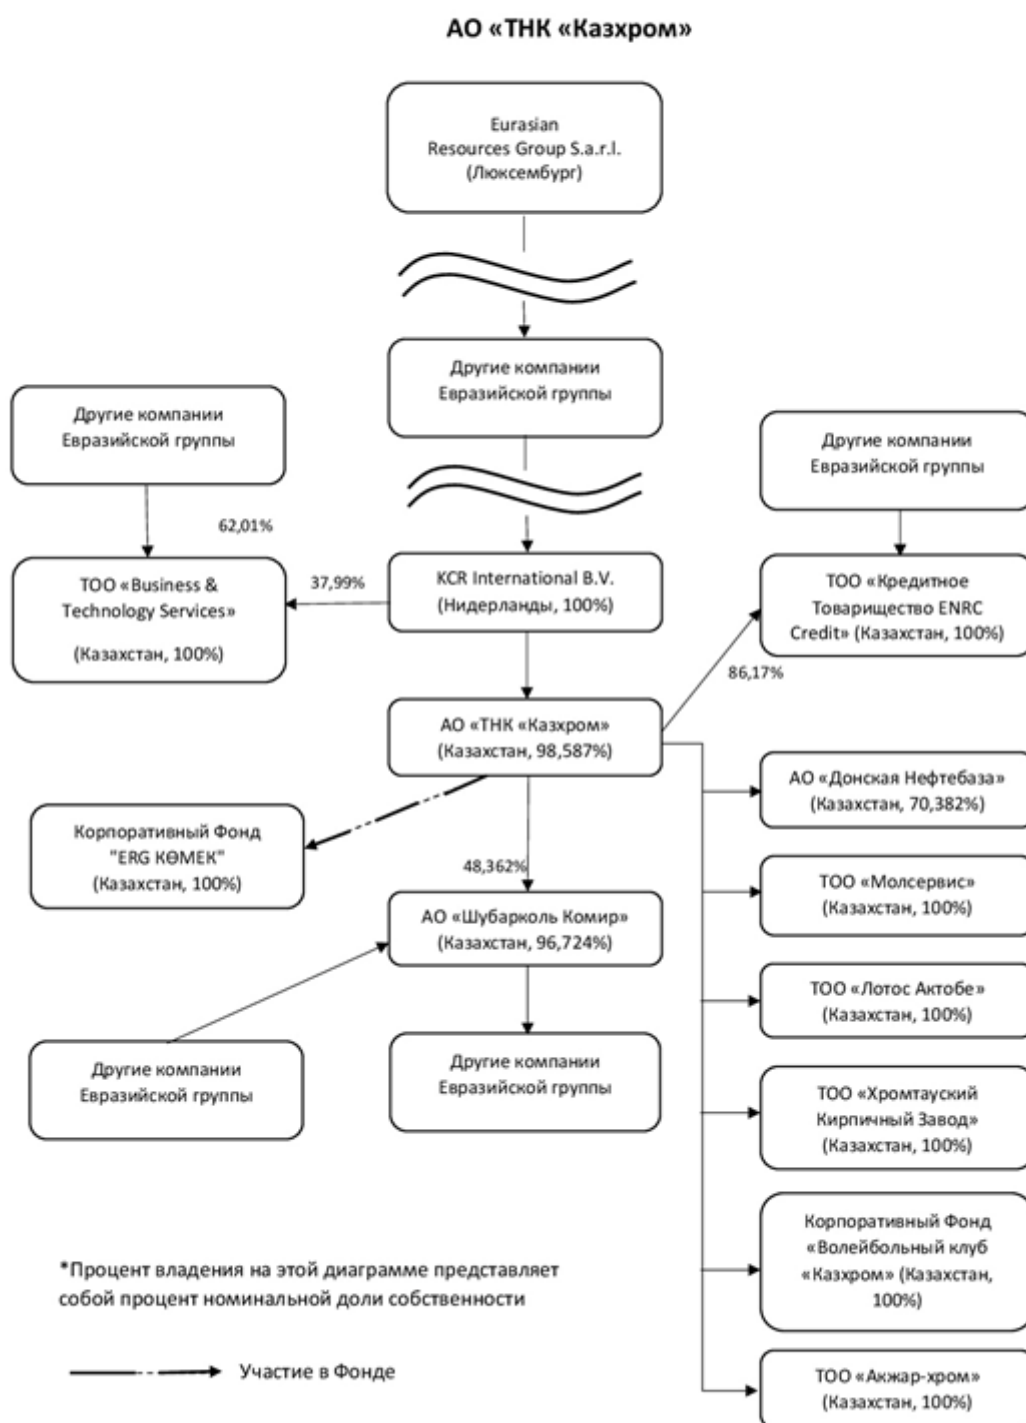 АО «ТНК «Казхром»
Eurasian
Resources Group S.a.r.l.
(Люксембург)
Другие компании
Евразийской группы
Другие компании
Евразийской группы
Другие компании
Евразийской группы
62,01%
ТОО «Business &
Technology Services»
(Казахстан, 100%)
37,99%
KCR International B.V.
(Нидерланды, 100%)
ТОО «Кредитное
Товарищество ENRC
Credit» (Казахстан, 100%)
86,17%
АО «ТНК «Казхром»
(Казахстан, 98,587%)
АО «Донская Нефтебаза»
(Казахстан, 70,382%)
Корпоративный Фонд
"ERG КӨМЕК"
(Казахстан, 100%)
48,362%
ТОО «Молсервис»
(Казахстан, 100%)
АО «Шубарколь Комир»
(Казахстан, 96,724%)
ТОО «Лотос Актобе»
(Казахстан, 100%)
Другие компании
Евразийской группы
Другие компании
Евразийской группы
ТОО «Хромтауский
Кирпичный Завод»
(Казахстан, 100%)
Корпоративный Фонд
«Волейбольный клуб
«Казхром» (Казахстан,
100%)
*Процент владения на этой диаграмме представляет
собой процент номинальной доли собственности
Участие в Фонде
ТОО «Акжар-хром»
(Казахстан, 100%)